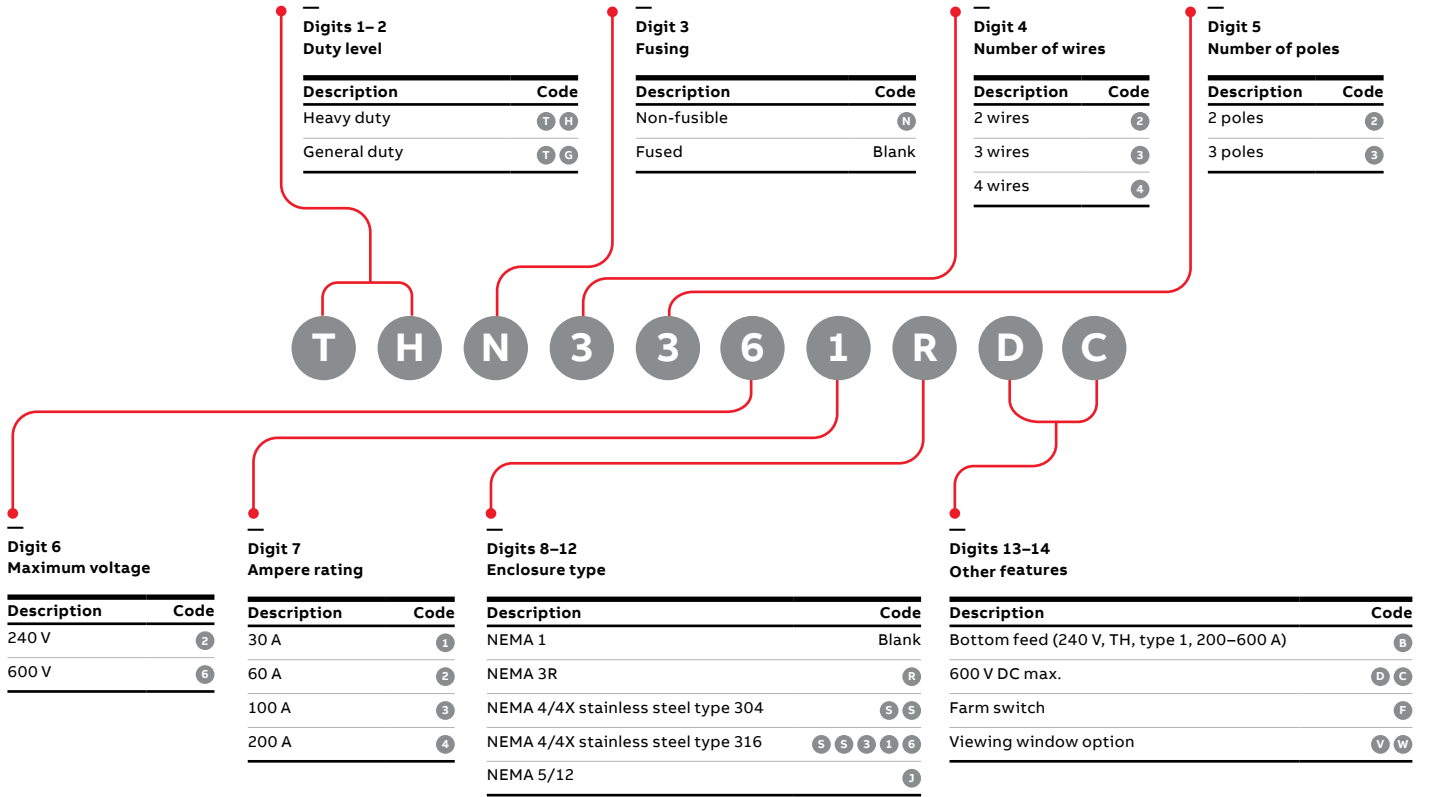 Digits 1–2
Duty level
Description Code
Heavy duty T H
General duty T G
Digit 3
Fusing
Description Code
Non-fusible N
Fused Blank
Digit 4
Number of wires
Description Code
2 wires 2
3 wires 3
4 wires 4
Digit 5
Number of poles
Description Code
2 poles 2
3 poles 3
T H N 3 3 6 1 R D C
Digit 6
Maximum voltage
Description Code
240 V 2
600 V 6
Digit 7
Ampere rating
Description Code
30 A 1
60 A 2
100 A 3
200 A 4
Digits 8–12
Enclosure type
Description Code
NEMA 1 Blank
NEMA 3R R
NEMA 4/4X stainless steel type 304 S S
NEMA 4/4X stainless steel type 316 S S 3 1 6
NEMA 5/12 J
Digits 13–14
Other features
Description Code
Bottom feed (240 V, TH, type 1, 200–600 A) B
600 V DC max. D C
Farm switch F
Viewing window option V W